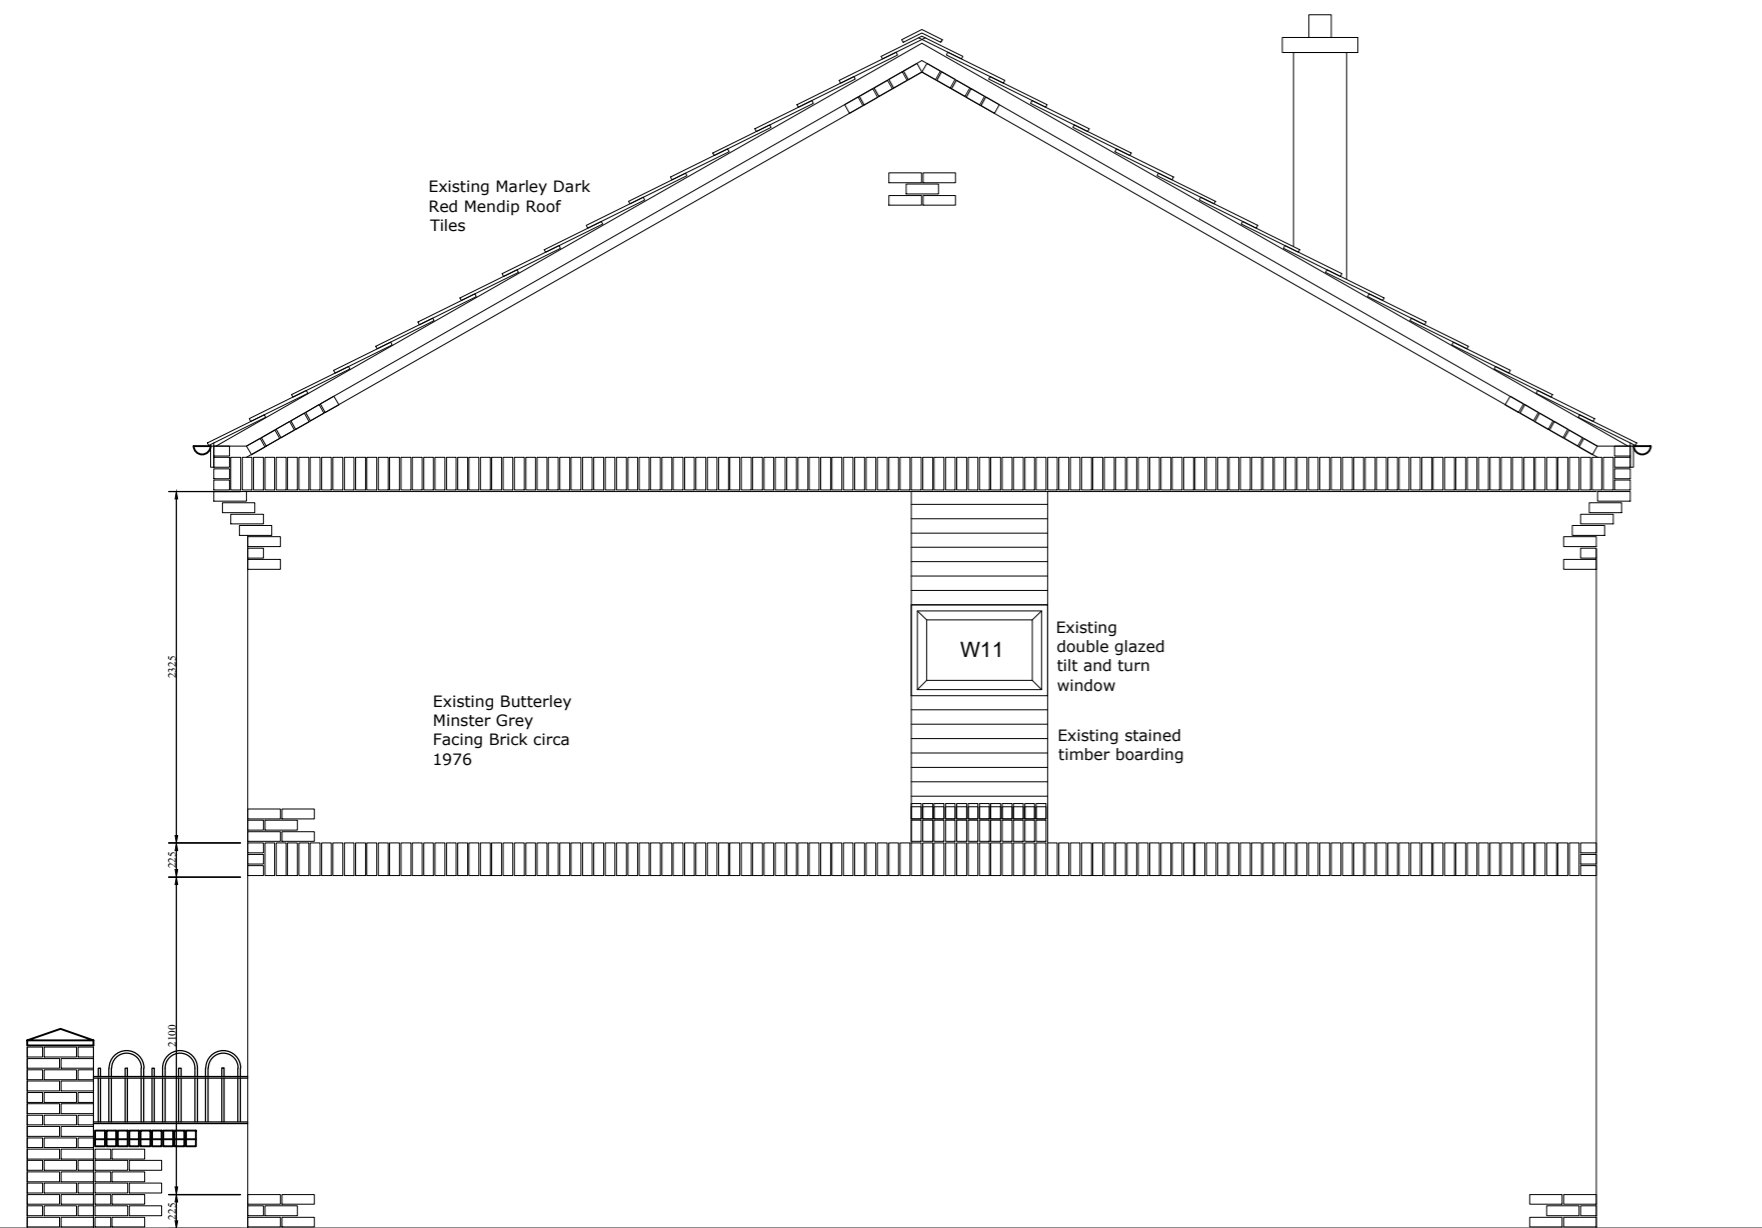 Existing Marley Dark
Red Mendip Roof
Tiles
2325
W11
Existing
double glazed
tilt and turn
window
Existing Butterley
Minster Grey
Facing Brick circa
1976
Existing stained
timber boarding
225
2100
225